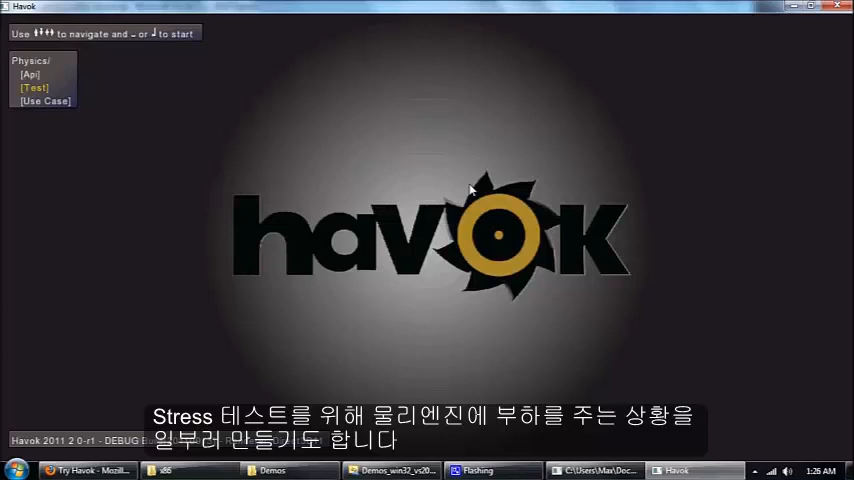 Havok
Use to navigate and or to start
Physics/
[Api]
[Test]
[Use Case]
havok
Stress 테스트를 위해 물리엔진에 부하를 주는 상황을
일부러 만들기도 합니다
Havok 2011 2 0-r1 - DEBUG
Try Havok - Mozill...
x86
Demos
Demos_win32_vs20...
Flashing
C:\Users\Max\Doc...
Havok
1:26 AM